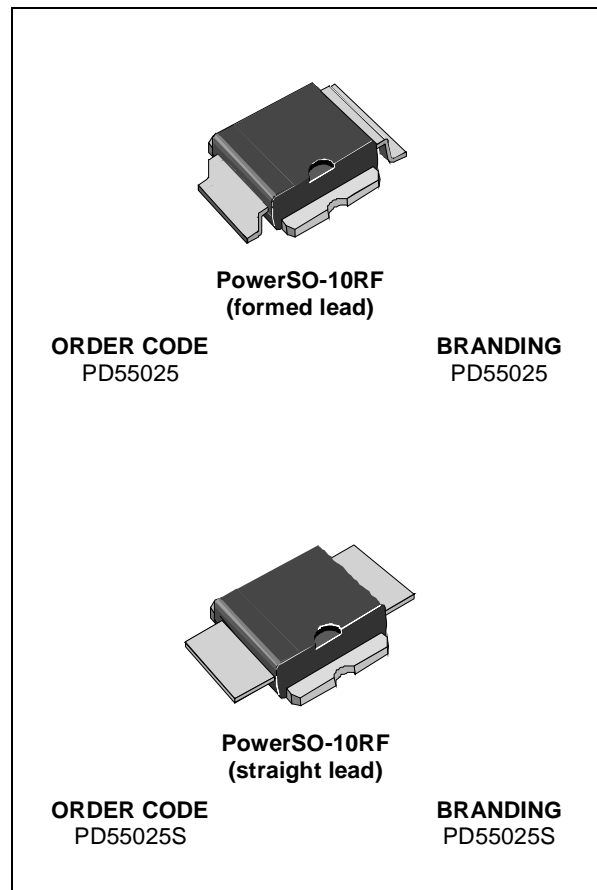 PowerSO-10RF
(formed lead)
ORDER CODE
PD55025
BRANDING
PD55025
PowerSO-10RF
(straight lead)
ORDER CODE
PD55025S
BRANDING
PD55025S